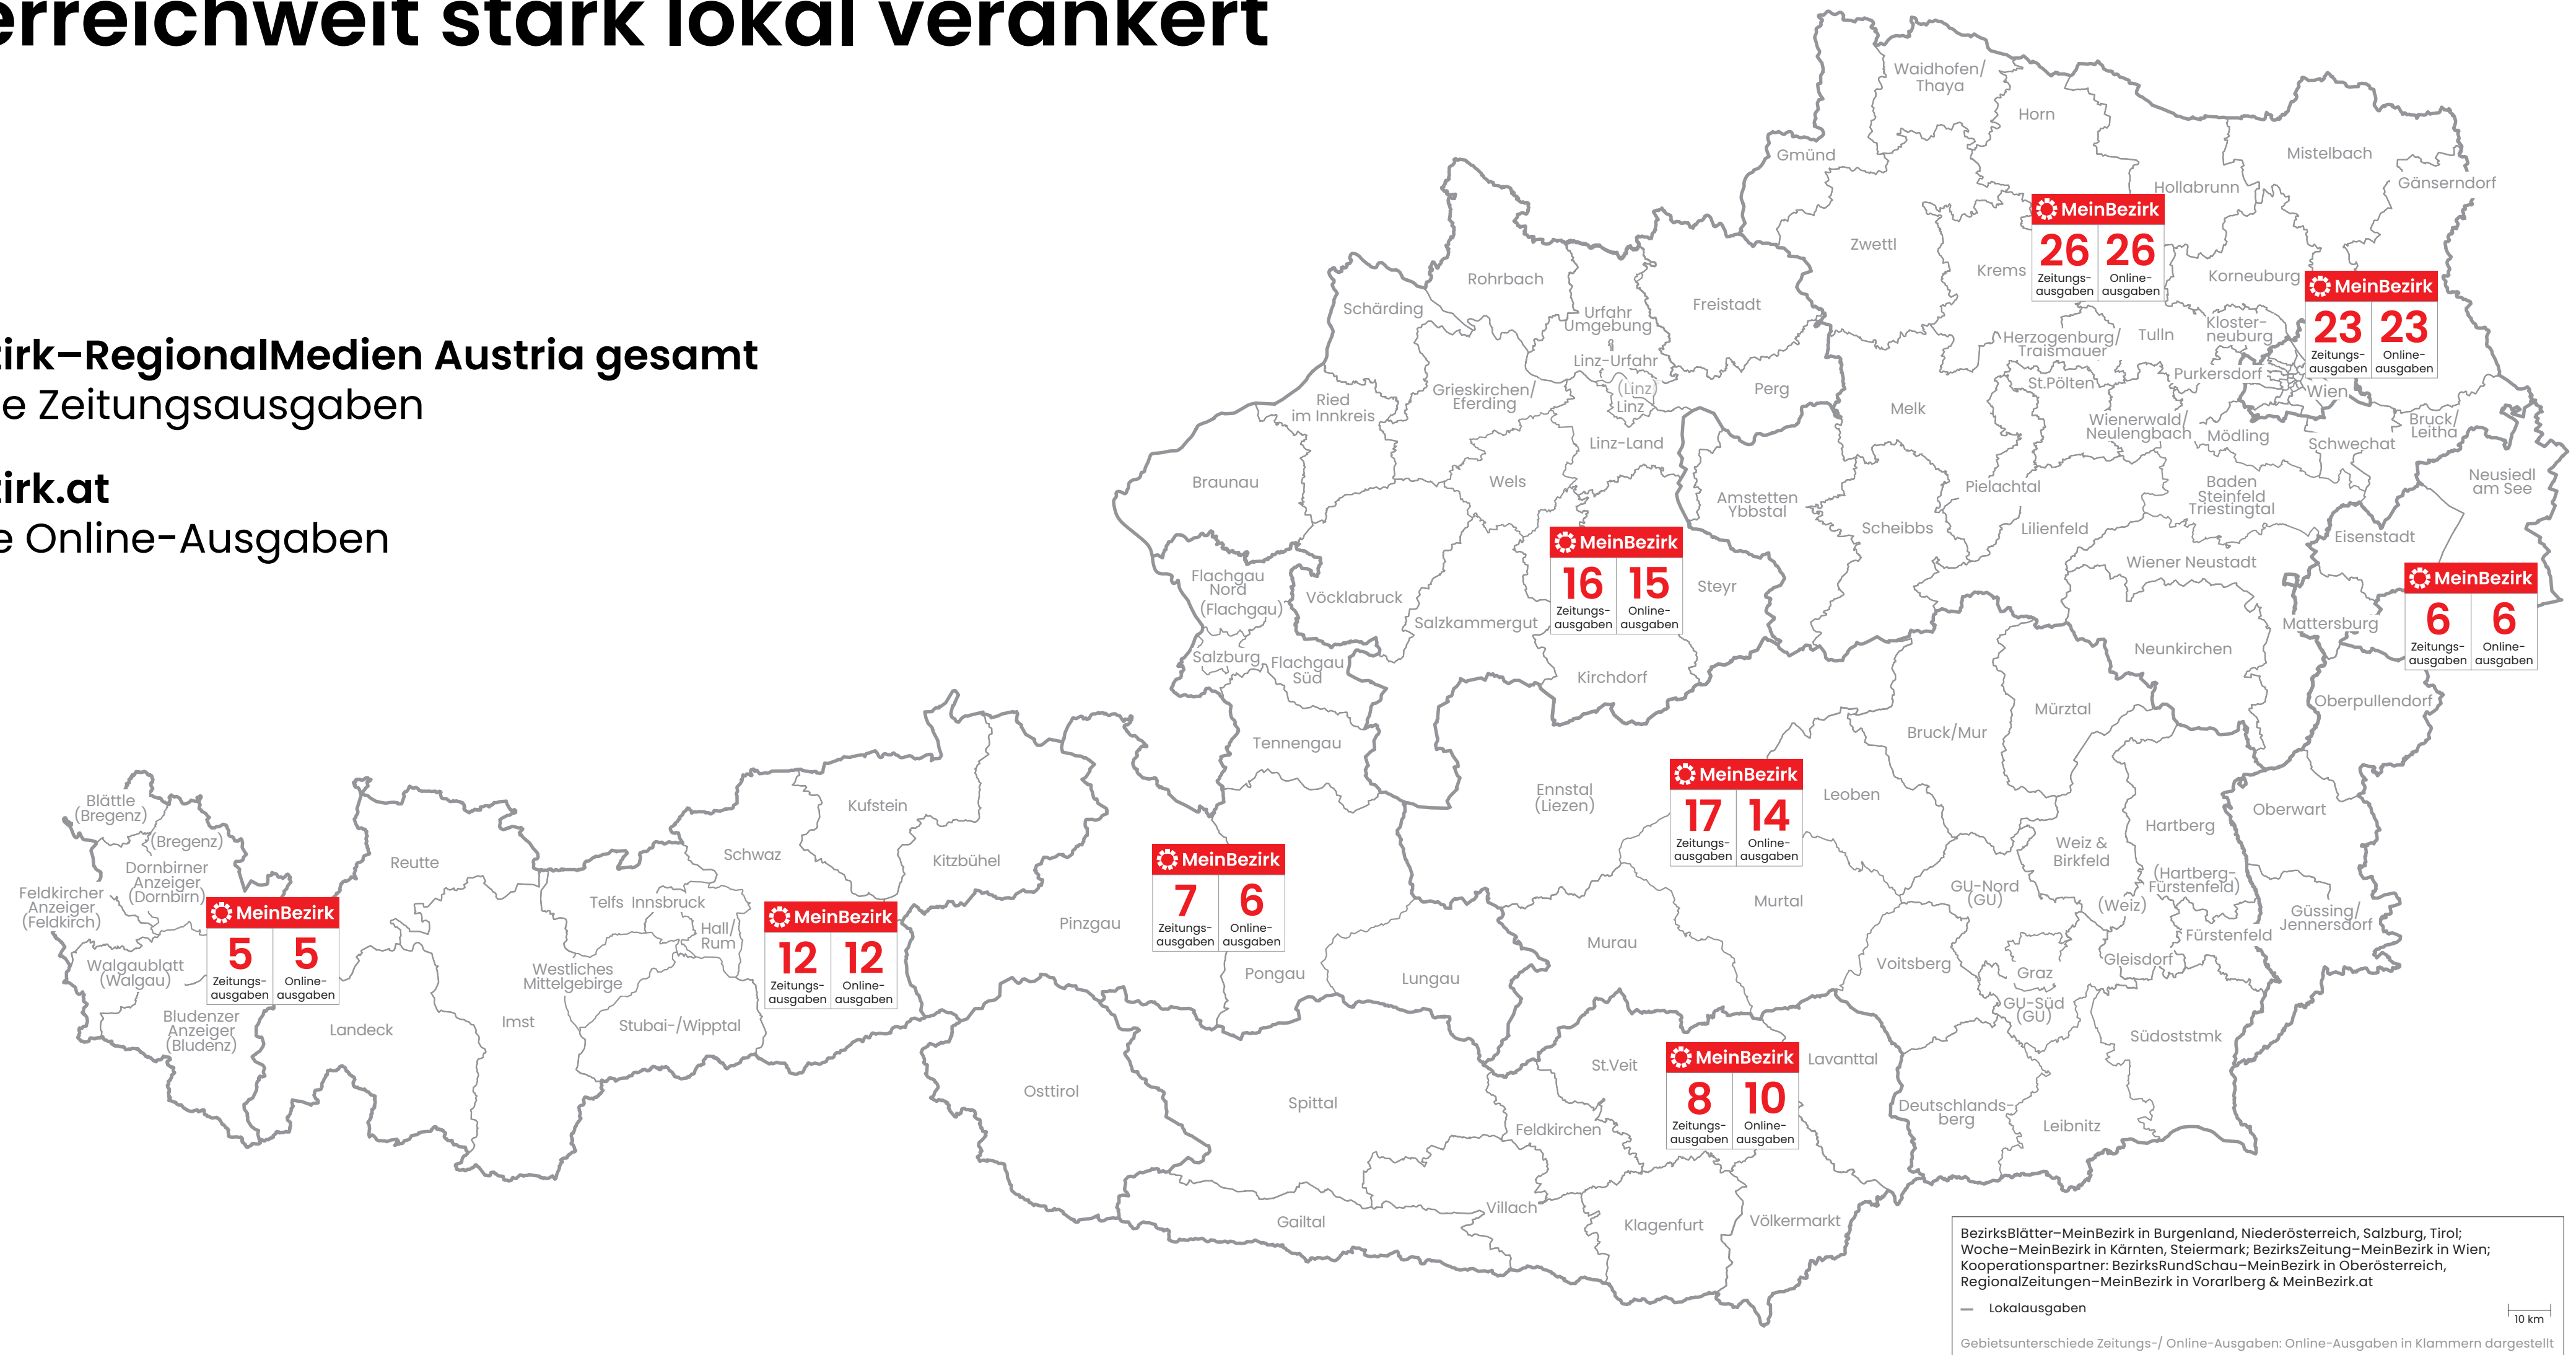 erreichweit stark lokal verankert
zirk–RegionalMedien Austria gesamt
e Zeitungsausgaben
zirk.at
e Online-Ausgaben
Waidhofen/
Thaya
Horn
Gmünd
Mistelbach
Gänserndorf
Hollabrunn
Zwettl
Krems
MeinBezirk
26 26
Zeitungs- Online-
ausgaben ausgaben
Korneuburg
MeinBezirk
23 23
Zeitungs- Online-
ausgaben ausgaben
Rohrbach
Schärding
Urfahr
Umgebung
Freistadt
Linz-Urfahr
(Linz)
Linz
Perg
Herzogenburg/
Traismauer
Tulln
Kloster-
neuburg
St.Pölten
Purkersdorf
Wien
Grieskirchen/
Eferding
Ried
im Innkreis
Melk
Wienerwald/
Neulengbach
Mödling
Schwechat
Bruck/
Leitha
Linz-Land
Braunau
Wels
Amstetten
Ybbstal
Scheibbs
Pielachtal
Lilienfeld
Baden
Steinfeld
Triestingtal
Neusiedl
am See
Eisenstadt
Wiener Neustadt
MeinBezirk
16 15
Zeitungs- Online-
ausgaben ausgaben
Steyr
MeinBezirk
6 6
Zeitungs- Online-
ausgaben ausgaben
Flachgau
Nord
(Flachgau)
Vöcklabruck
Salzkammergut
Mattersburg
Neunkirchen
Salzburg
Flachgau
Süd
Kirchdorf
Oberpullendorf
Tennengau
Bruck/Mur
Mürztal
MeinBezirk
17 14
Zeitungs- Online-
ausgaben ausgaben
Ennstal
(Liezen)
Leoben
Oberwart
Hartberg
Weiz &
Birkfeld
Blättle
(Bregenz)
(Bregenz)
Dornbirner
Anzeiger
(Dornbirn)
Feldkircher
Anzeiger
(Feldkirch)
Reutte
Schwaz
Kufstein
Kitzbühel
Telfs
Innsbruck
Hall/
Rum
MeinBezirk
5 5
Zeitungs- Online-
ausgaben ausgaben
MeinBezirk
12 12
Zeitungs- Online-
ausgaben ausgaben
MeinBezirk
7 6
Zeitungs- Online-
ausgaben ausgaben
Pinzgau
Pongau
Lungau
Murau
Murtal
GU-Nord
(GU)
(Hartberg-
Fürstenfeld)
(Weiz)
Güssing/
Jennersdorf
Fürstenfeld
Gleisdorf
Voitsberg
Graz
GU-Süd
(GU)
Südoststmk
Walgaublatt
(Walgau)
Bludenzer
Anzeiger
(Bludenz)
Landeck
Imst
Westliches
Mittelgebirge
Stubai-/Wipptal
Osttirol
Spittal
St.Veit
MeinBezirk
8 10
Zeitungs- Online-
ausgaben ausgaben
Lavanttal
Feldkirchen
Deutschlands-
berg
Leibnitz
Gailtal
Villach
Klagenfurt
Völkermarkt
BezirksBlätter–MeinBezirk in Burgenland, Niederösterreich, Salzburg, Tirol;
Woche–MeinBezirk in Kärnten, Steiermark; BezirksZeitung–MeinBezirk in Wien;
Kooperationspartner: BezirksRundSchau–MeinBezirk in Oberösterreich,
RegionalZeitungen–MeinBezirk in Vorarlberg & MeinBezirk.at
Lokalausgaben
10 km
Gebietsunterschiede Zeitungs-/ Online-Ausgaben: Online-Ausgaben in Klammern dargestellt